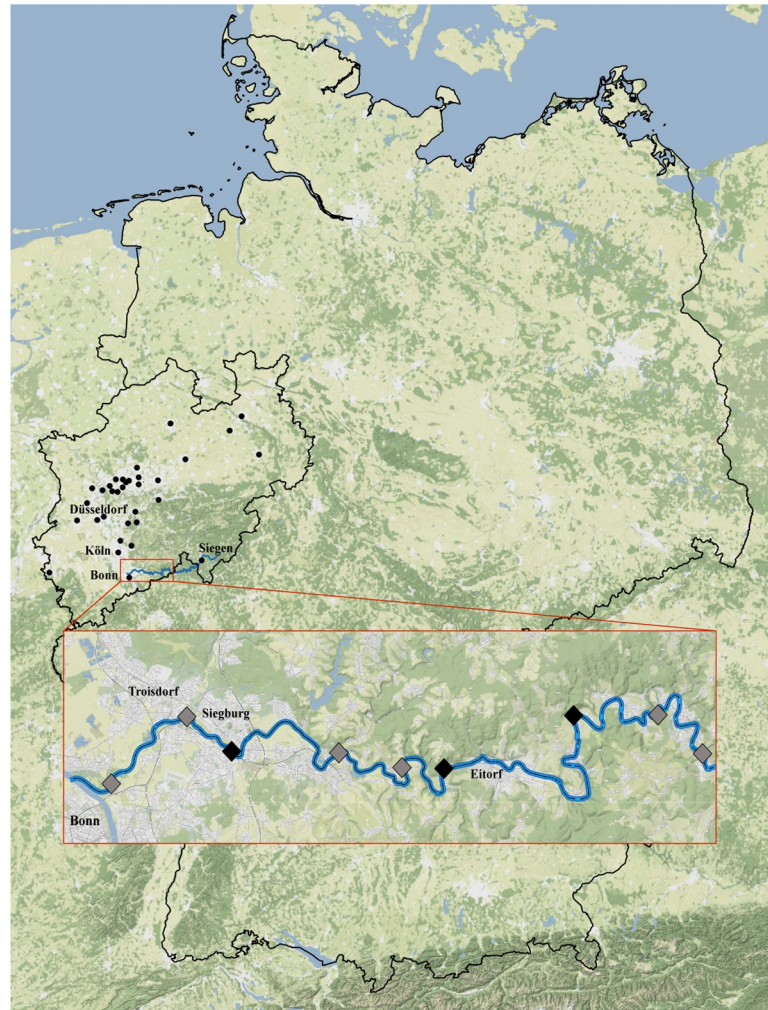 Düsseldorf
Köln
Siegen
Bonn
Troisdorf
Siegburg
Eitorf
Bonn